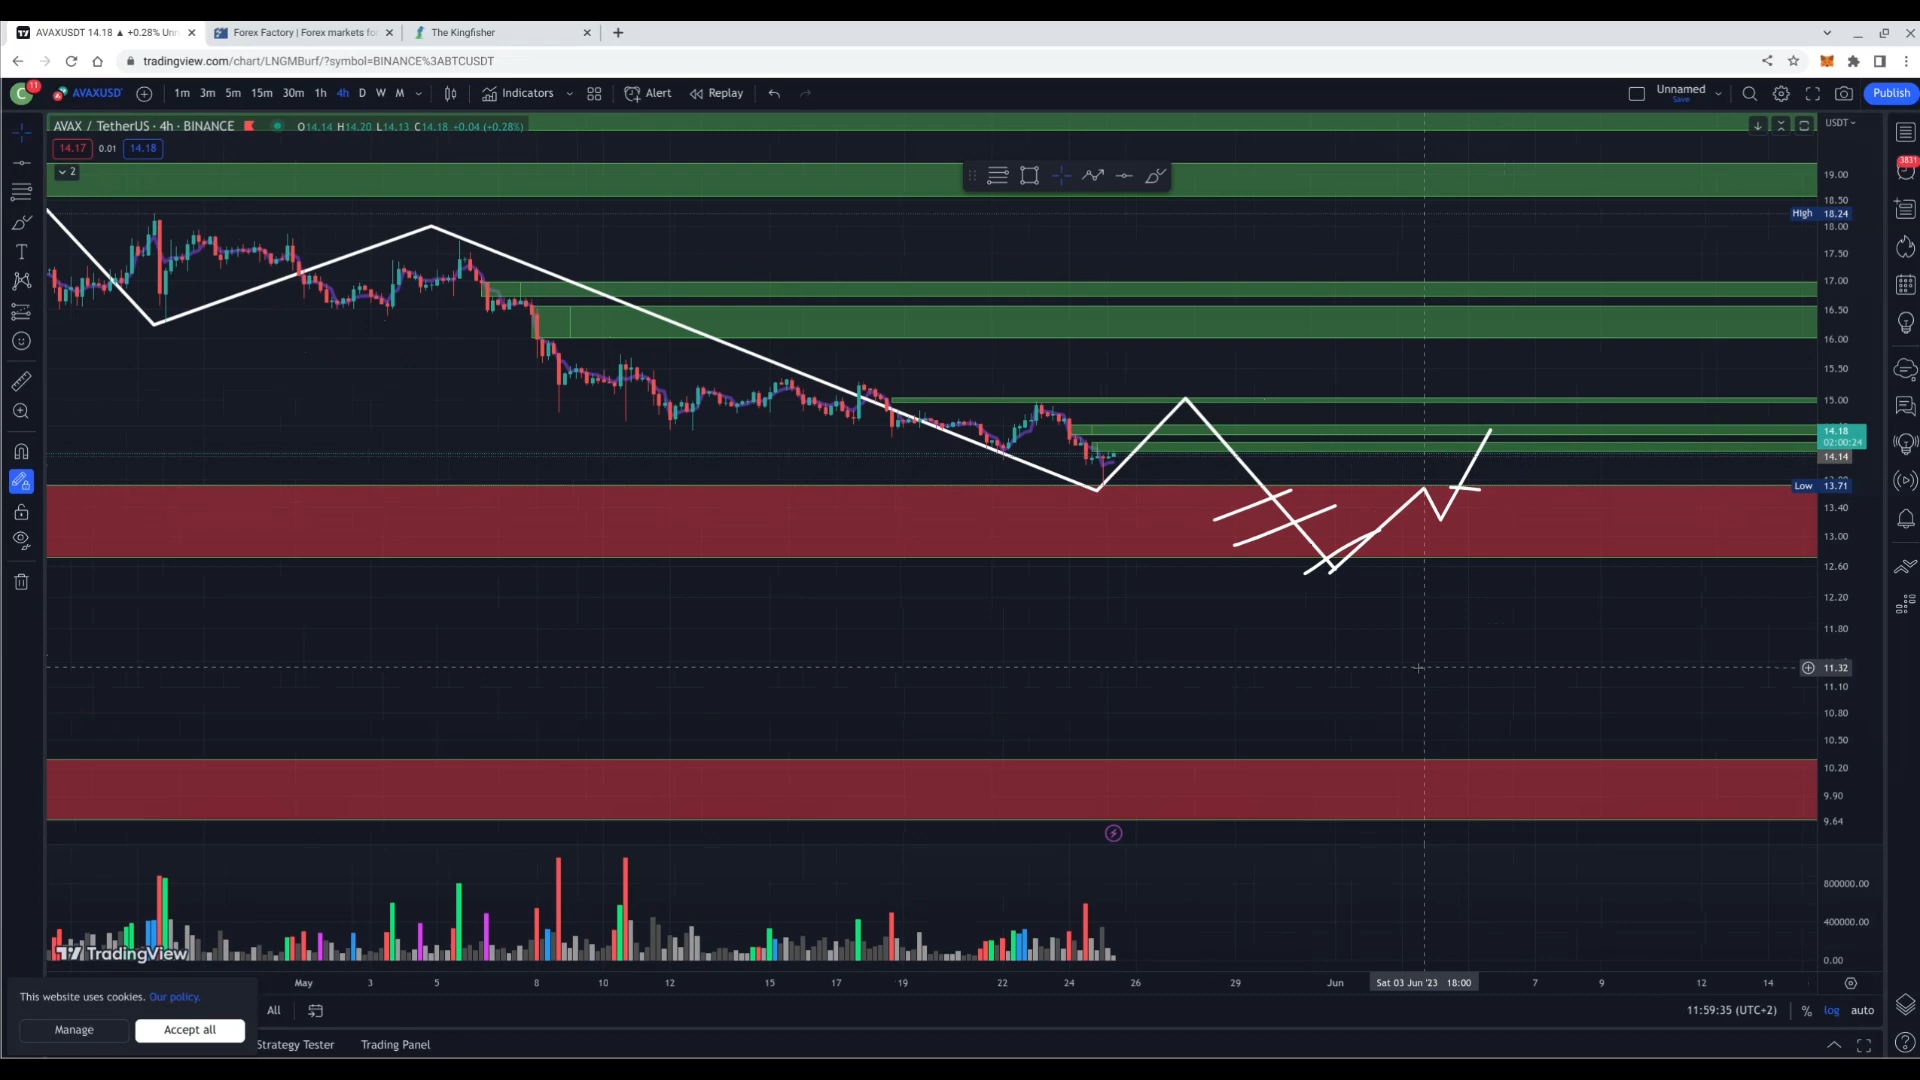 AVAXUSDT 14.18 ▲ +0.28% Unn
Forex Factory | Forex markets fo
The Kingfisher
tradingview.com/chart/LNGMBurf/?symbol=BINANCE%3ABTCUSDT
C
11
AVAXUSDT
1m
3m
5m
15m
30m
1h
4h
D
W
M
Indicators
Alert
Replay
Unnamed
Save
Publish
AVAX / TetherUS · 4h · BINANCE
O14.14 H14.20 L14.13 C14.18 +0.04 (+0.28%)
USDT
14.17
0.01
14.18
2
3831
19.00
18.50
High 18.24
18.00
17.50
17.00
16.50
16.00
15.50
15.00
14.18
02:00:24
14.14
Low 13.71
13.40
13.00
12.60
12.20
11.80
11.32
11.10
10.80
10.50
10.20
9.90
9.64
800000.00
400000.00
0.00
TradingView
May
3
5
8
10
12
15
17
19
22
24
26
29
Jun
Sat 03 Jun '23 18:00
7
9
12
14
This website uses cookies. Our policy.
Manage
Accept all
All
11:59:35 (UTC+2)
%
log
auto
Strategy Tester
Trading Panel